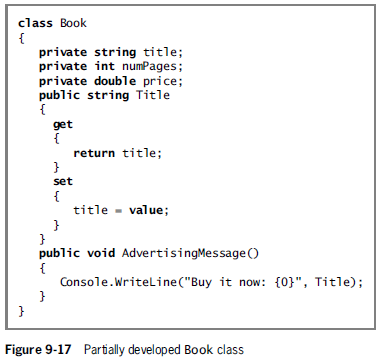 class Book
{
private string title;
private int numPages;
private double price;
public string Title
{
get
{
return title;
}
set
{
title = value;
}
}
public void AdvertisingMessage()
{
Console.WriteLine("Buy it now: {0}", Title);
}
}
Figure 9-17 Partially developed Book class